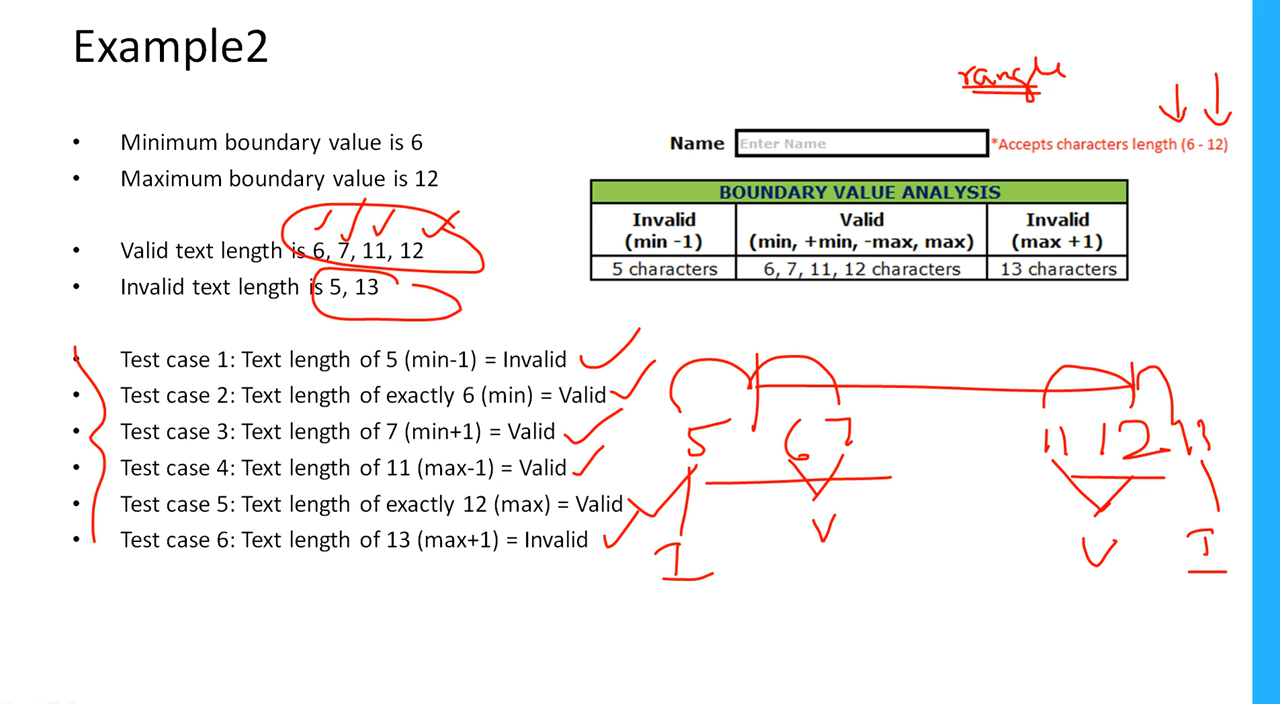 Example2
range
• Minimum boundary value is 6
• Maximum boundary value is 12
• Valid text length is 6, 7, 11, 12
• Invalid text length is 5, 13
• Test case 1: Text length of 5 (min-1) = Invalid
• Test case 2: Text length of exactly 6 (min) = Valid
• Test case 3: Text length of 7 (min+1) = Valid
• Test case 4: Text length of 11 (max-1) = Valid
• Test case 5: Text length of exactly 12 (max) = Valid
• Test case 6: Text length of 13 (max+1) = Invalid
Name Enter Name *Accepts characters length (6 - 12)
BOUNDARY VALUE ANALYSIS
Invalid (min -1) Valid (min, +min, -max, max) Invalid (max +1)
5 characters 6, 7, 11, 12 characters 13 characters
5 6 7 11 12 13
I V V I